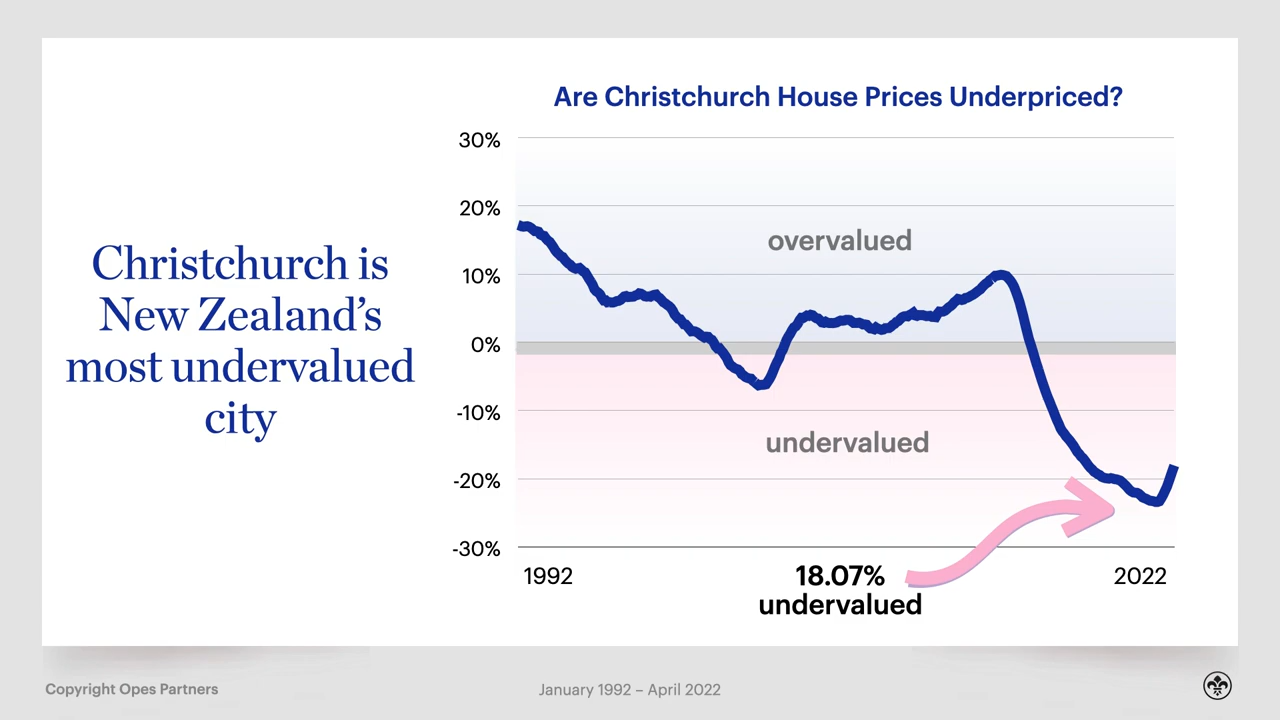 Are Christchurch House Prices Underpriced?
Christchurch is
New Zealand’s
most undervalued
city
30%
20%
10%
0%
-10%
-20%
-30%
overvalued
undervalued
1992
2022
18.07%
undervalued
Copyright Opes Partners
January 1992 – April 2022